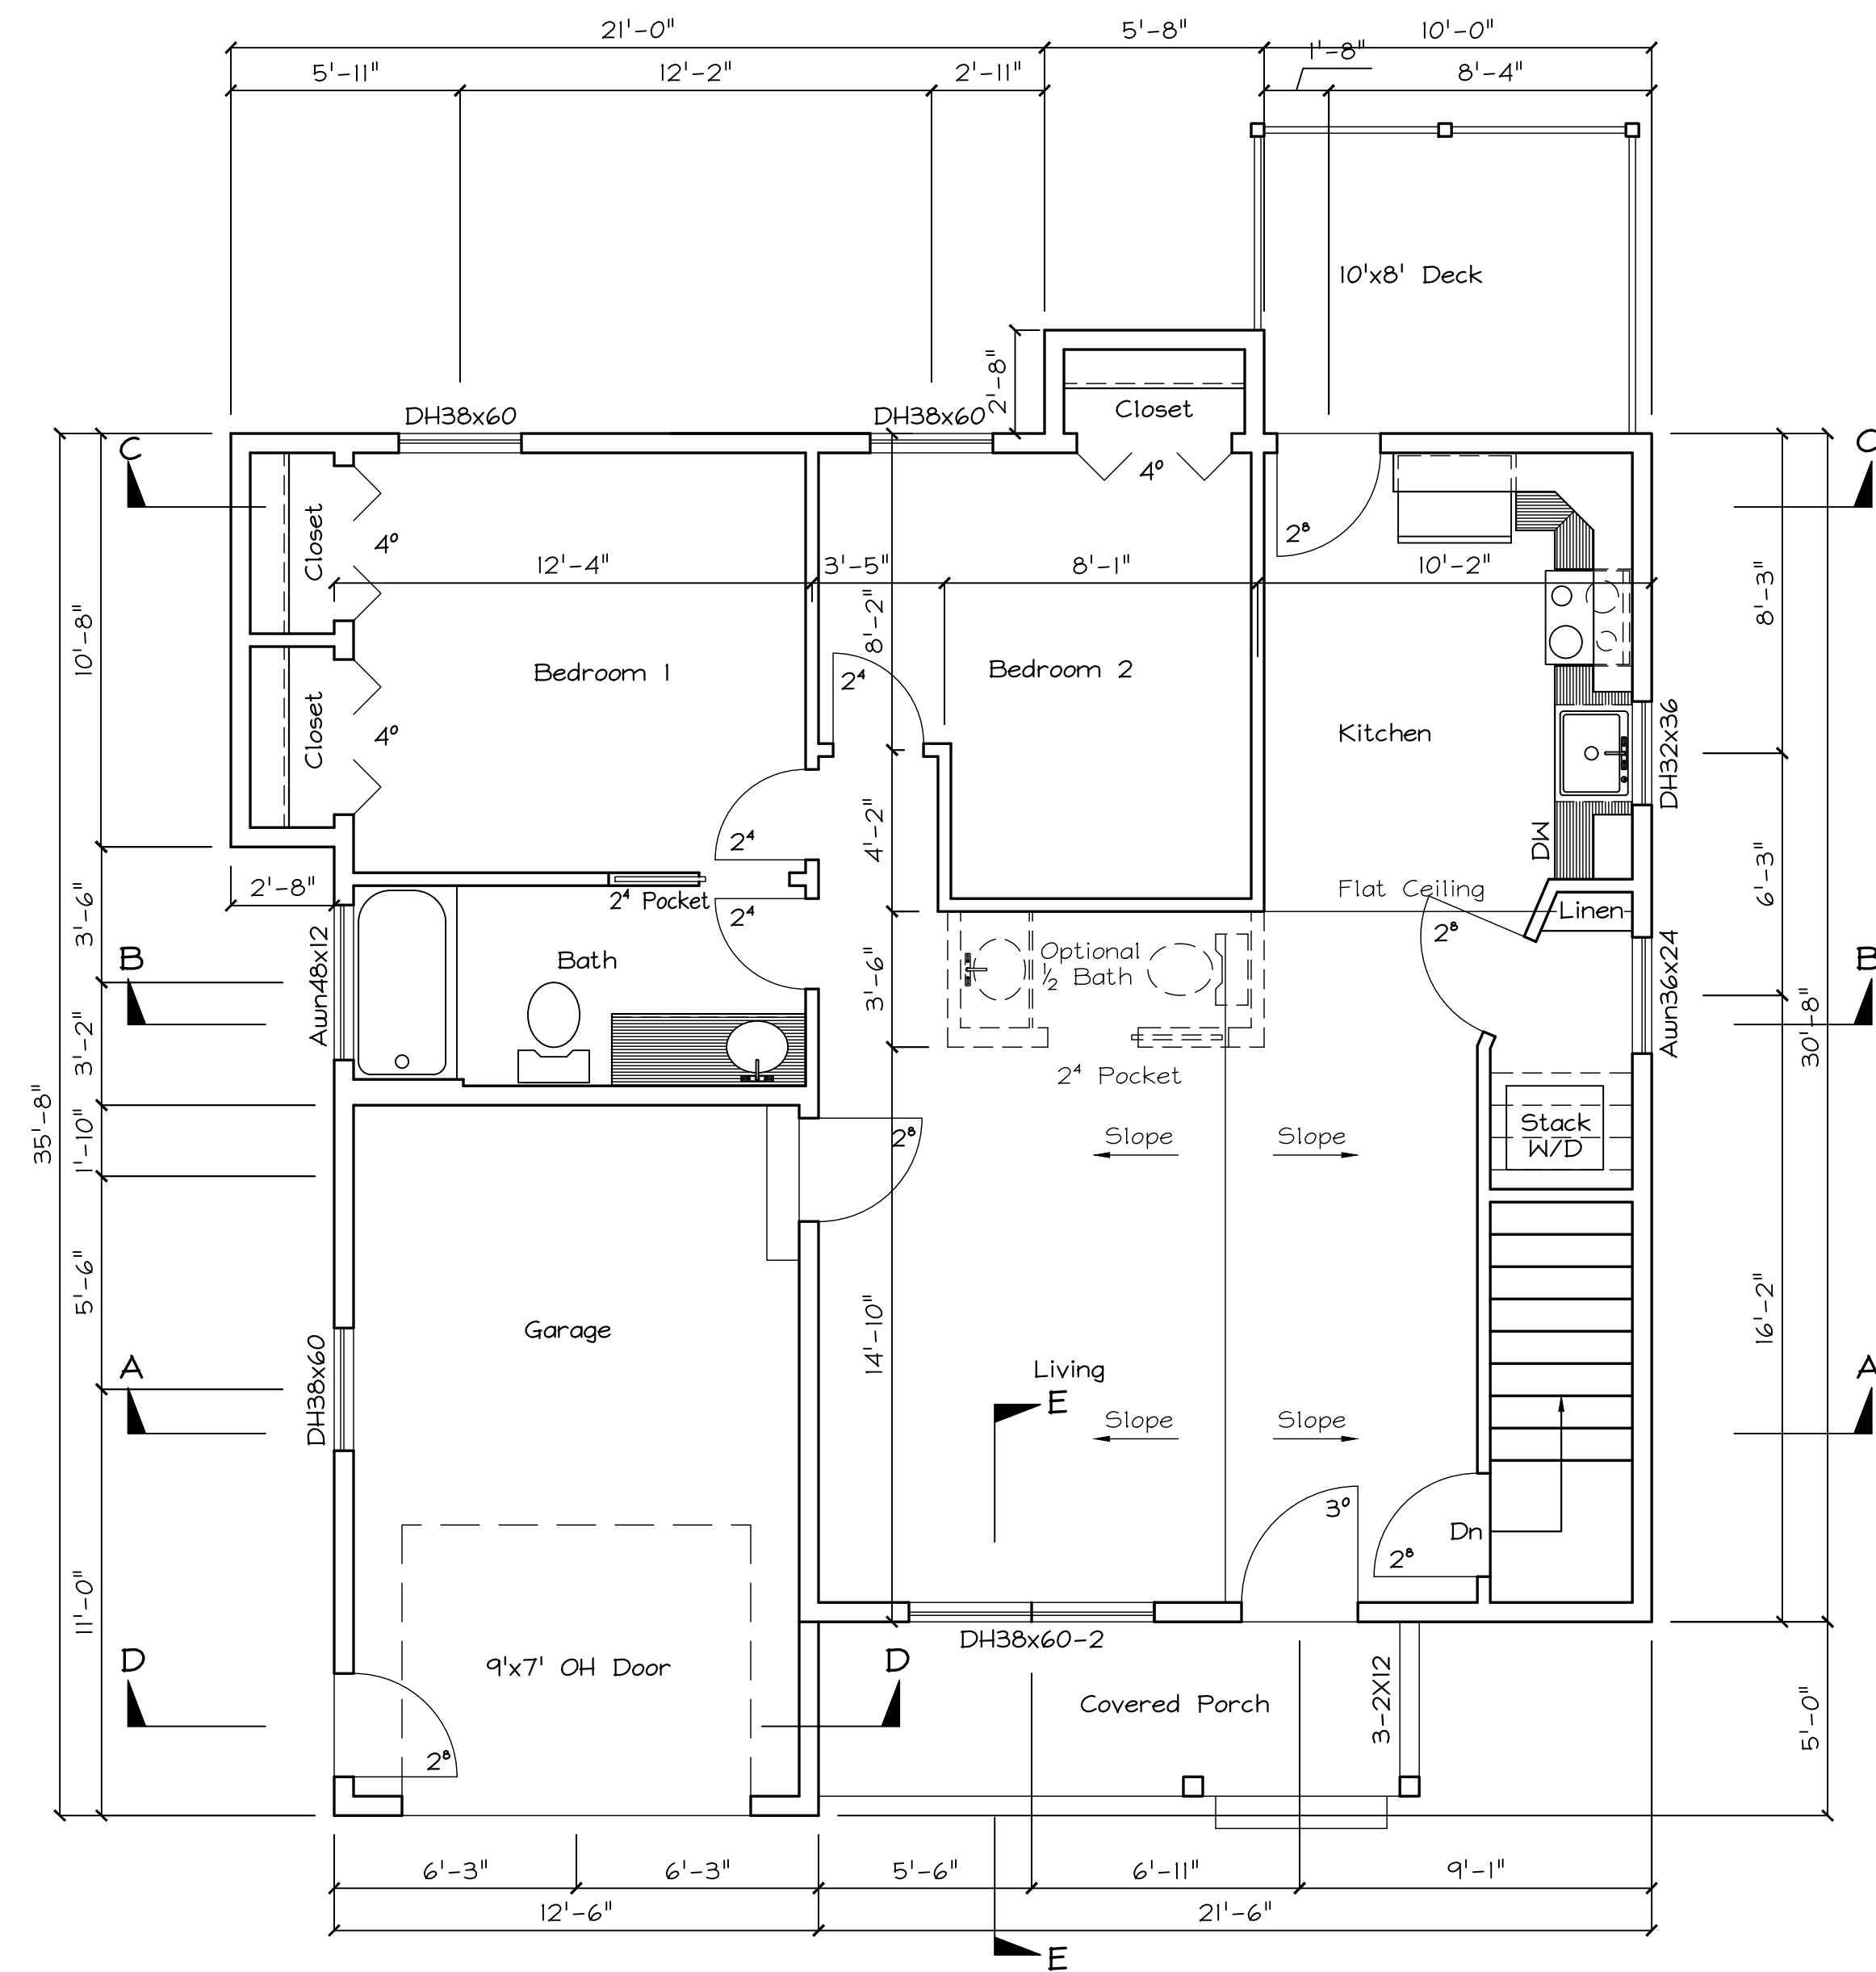 21'-0"
5'-8"
10'-0"
1'-8"
5'-11"
12'-2"
2'-11"
8'-4"
10'x8' Deck
2'-8"
DH38x60
DH38x60
Closet
4⁰
C
C
2⁸
Closet
4⁰
12'-4"
3'-5"
8'-1"
10'-2"
8'-3"
8'-2"
10'-8"
Bedroom 1
Bedroom 2
2⁴
Closet
4⁰
Kitchen
DH32x36
2⁴
4'-2"
DW
6'-3"
2'-8"
2⁴ Pocket
2⁴
Flat Ceiling
Linen
3'-6"
2⁸
B
Awn48x12
Bath
Optional
½ Bath
3'-6"
Awn36x24
B
3'-2"
30'-8"
2⁴ Pocket
35'-8"
1'-10"
2⁸
Slope
Slope
Stack
W/D
5'-6"
Garage
14'-10"
16'-2"
A
DH38x60
Living
E
A
Slope
Slope
3⁰
Dn
2⁸
11'-0"
D
9'x7' OH Door
D
DH38x60-2
Covered Porch
3-2X12
5'-0"
2⁸
6'-3"
6'-3"
5'-6"
6'-11"
9'-1"
12'-6"
21'-6"
E